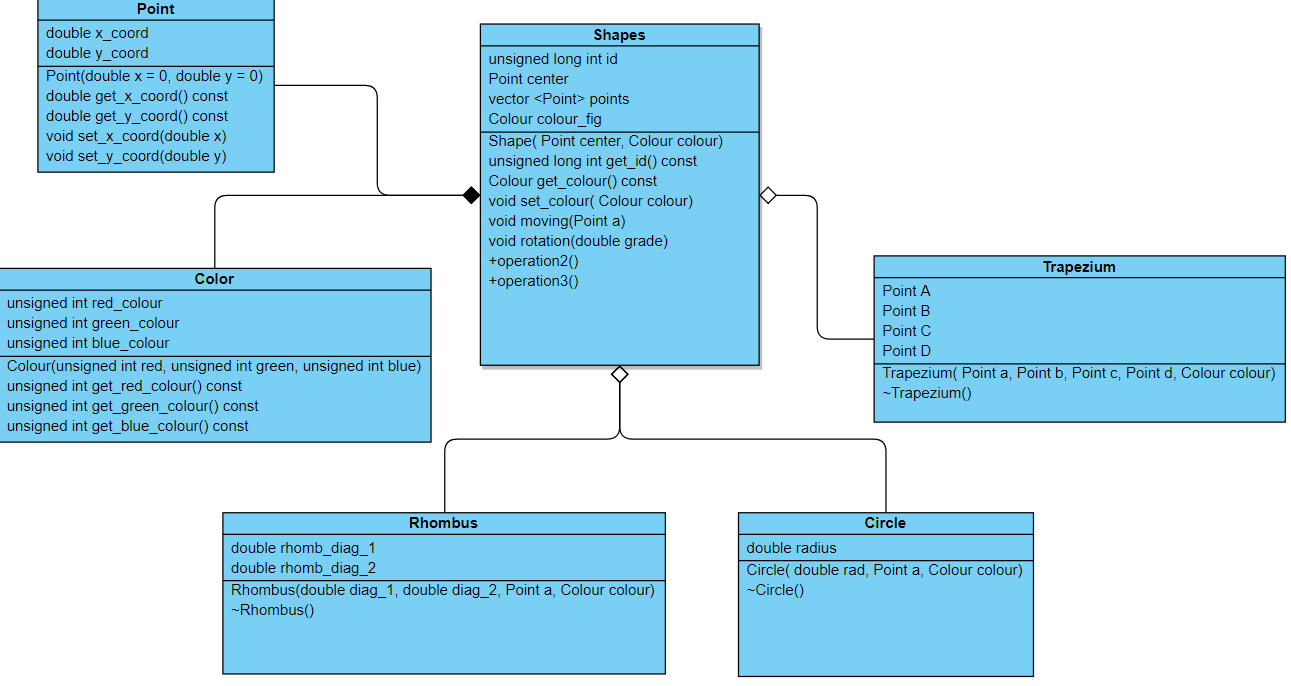 Point
double x_coord
double y_coord
Point(double x = 0, double y = 0)
double get_x_coord() const
double get_y_coord() const
void set_x_coord(double x)
void set_y_coord(double y)
Shapes
unsigned long int id
Point center
vector <Point> points
Colour colour_fig
Shape( Point center, Colour colour)
unsigned long int get_id() const
Colour get_colour() const
void set_colour( Colour colour)
void moving(Point a)
void rotation(double grade)
+operation2()
+operation3()
Color
unsigned int red_colour
unsigned int green_colour
unsigned int blue_colour
Colour(unsigned int red, unsigned int green, unsigned int blue)
unsigned int get_red_colour() const
unsigned int get_green_colour() const
unsigned int get_blue_colour() const
Trapezium
Point A
Point B
Point C
Point D
Trapezium( Point a, Point b, Point c, Point d, Colour colour)
~Trapezium()
Rhombus
double rhomb_diag_1
double rhomb_diag_2
Rhombus(double diag_1, double diag_2, Point a, Colour colour)
~Rhombus()
Circle
double radius
Circle( double rad, Point a, Colour colour)
~Circle()